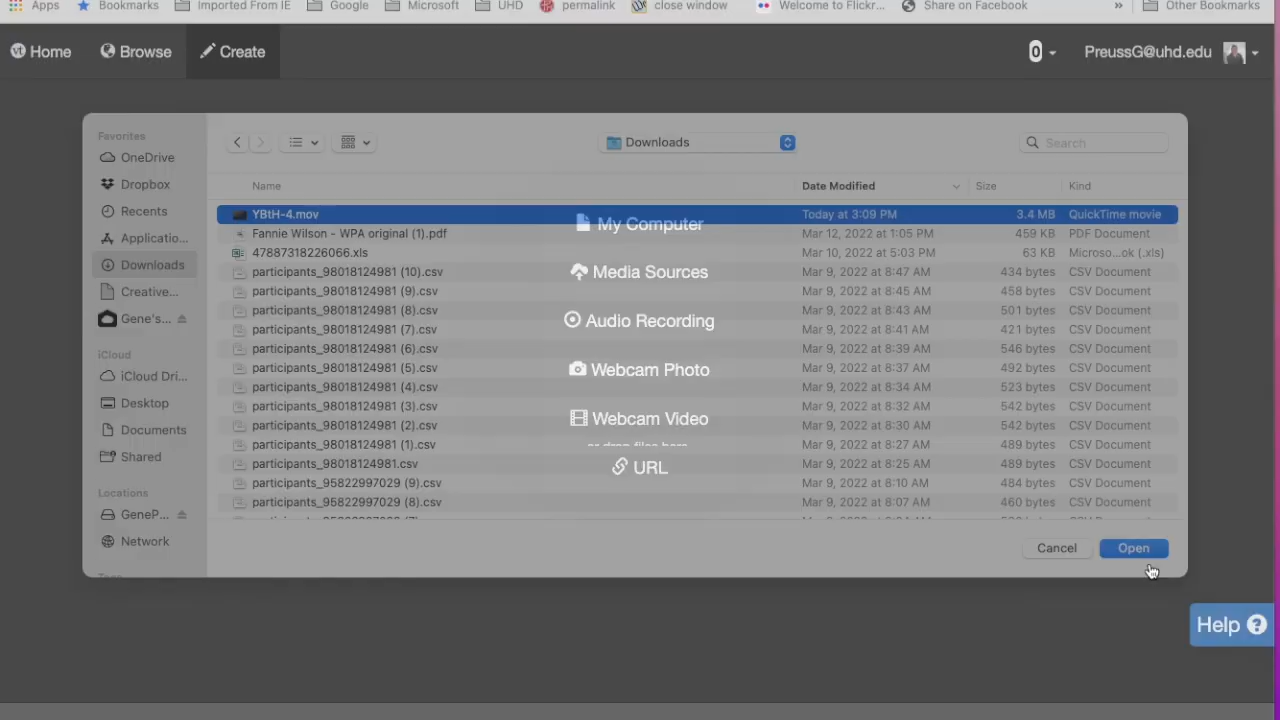 Apps Bookmarks Imported From IE Google Microsoft UHD permalink close window Welcome to Flickr... Share on Facebook » Other Bookmarks
Home Browse Create 0 PreussG@uhd.edu
Favorites
OneDrive
Dropbox
Recents
Applicatio...
Downloads
Creative...
Gene's...
iCloud
iCloud Dri...
Desktop
Documents
Shared
Locations
GeneP...
Network
Downloads Search
Name Date Modified Size Kind
YBtH-4.mov Today at 3:09 PM 3.4 MB QuickTime movie
Fannie Wilson - WPA original (1).pdf Mar 12, 2022 at 1:05 PM 459 KB PDF Document
47887318226066.xls Mar 10, 2022 at 5:03 PM 63 KB Microso...ok (.xls)
participants_98018124981 (10).csv Mar 9, 2022 at 8:47 AM 434 bytes CSV Document
participants_98018124981 (9).csv Mar 9, 2022 at 8:45 AM 458 bytes CSV Document
participants_98018124981 (8).csv Mar 9, 2022 at 8:43 AM 501 bytes CSV Document
participants_98018124981 (7).csv Mar 9, 2022 at 8:41 AM 421 bytes CSV Document
participants_98018124981 (6).csv Mar 9, 2022 at 8:39 AM 546 bytes CSV Document
participants_98018124981 (5).csv Mar 9, 2022 at 8:37 AM 492 bytes CSV Document
participants_98018124981 (4).csv Mar 9, 2022 at 8:34 AM 523 bytes CSV Document
participants_98018124981 (3).csv Mar 9, 2022 at 8:32 AM 542 bytes CSV Document
participants_98018124981 (2).csv Mar 9, 2022 at 8:30 AM 542 bytes CSV Document
participants_98018124981 (1).csv Mar 9, 2022 at 8:27 AM 489 bytes CSV Document
participants_98018124981.csv Mar 9, 2022 at 8:25 AM 489 bytes CSV Document
participants_95822997029 (9).csv Mar 9, 2022 at 8:10 AM 484 bytes CSV Document
participants_95822997029 (8).csv Mar 9, 2022 at 8:07 AM 460 bytes CSV Document
My Computer
Media Sources
Audio Recording
Webcam Photo
Webcam Video
or drop files here
URL
Cancel Open
Help ?